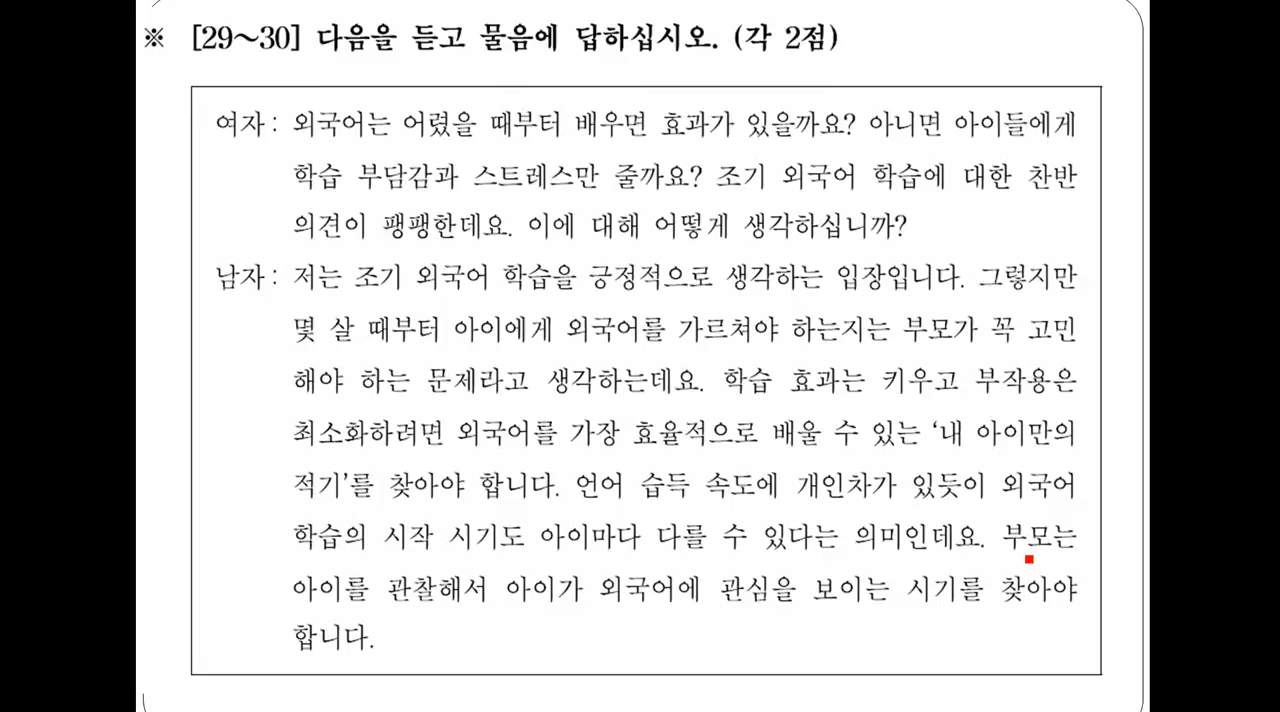 ※ [29~30] 다음을 듣고 물음에 답하십시오. (각 2점)
여자 : 외국어는 어렸을 때부터 배우면 효과가 있을까요? 아니면 아이들에게
학습 부담감과 스트레스만 줄까요? 조기 외국어 학습에 대한 찬반
의견이 팽팽한데요. 이에 대해 어떻게 생각하십니까?
남자 : 저는 조기 외국어 학습을 긍정적으로 생각하는 입장입니다. 그렇지만
몇 살 때부터 아이에게 외국어를 가르쳐야 하는지는 부모가 꼭 고민
해야 하는 문제라고 생각하는데요. 학습 효과는 키우고 부작용은
최소화하려면 외국어를 가장 효율적으로 배울 수 있는 ‘내 아이만의
적기’를 찾아야 합니다. 언어 습득 속도에 개인차가 있듯이 외국어
학습의 시작 시기도 아이마다 다를 수 있다는 의미인데요. 부모는
아이를 관찰해서 아이가 외국어에 관심을 보이는 시기를 찾아야
합니다.